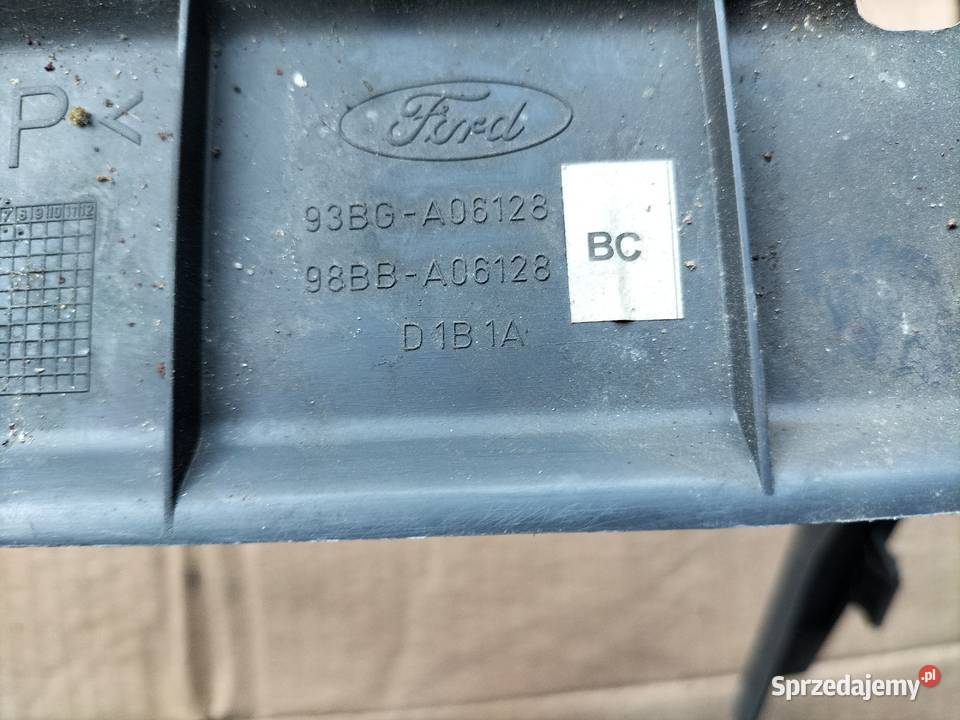 Ford
P<
93BG-A06128
BC
98BB-A06128
D1B1A
7 8 9 10 11 12
Sprzedajemy.pl